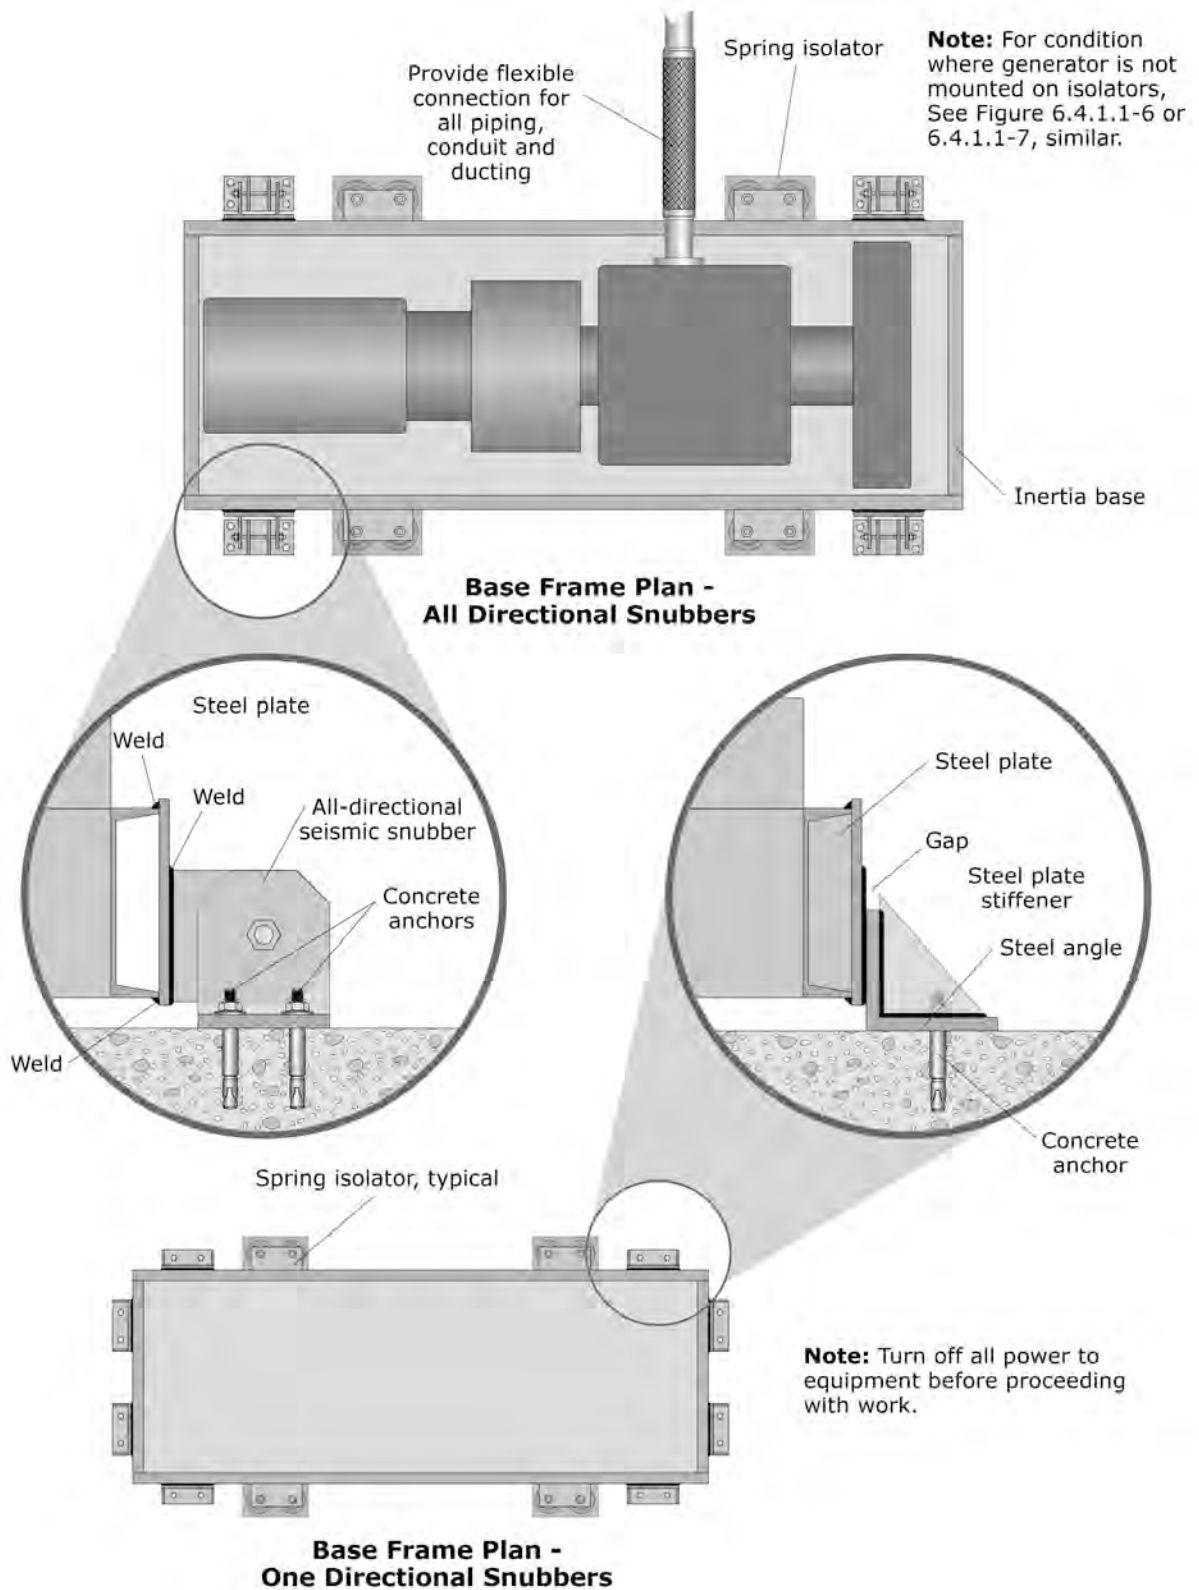 Provide flexible
connection for
all piping,
conduit and
ducting
Spring isolator
Note: For condition
where generator is not
mounted on isolators,
See Figure 6.4.1.1-6 or
6.4.1.1-7, similar.
Inertia base
Base Frame Plan -
All Directional Snubbers
Steel plate
Weld
Weld
All-directional
seismic snubber
Concrete
anchors
Weld
Steel plate
Gap
Steel plate
stiffener
Steel angle
Concrete
anchor
Spring isolator, typical
Note: Turn off all power to
equipment before proceeding
with work.
Base Frame Plan -
One Directional Snubbers